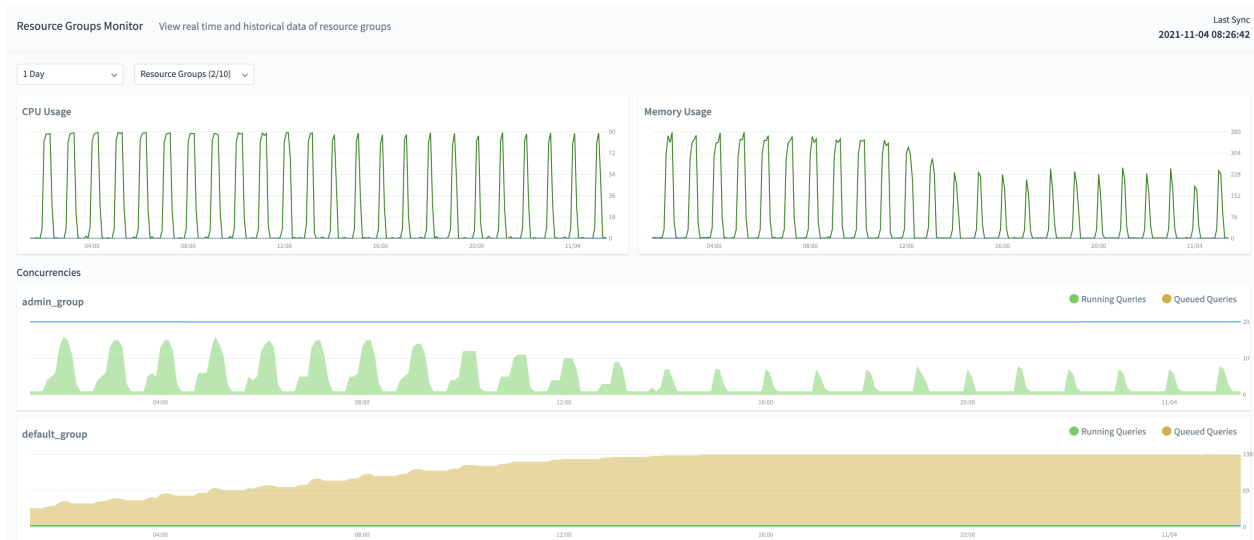 Resource Groups Monitor View real time and historical data of resource groups
Last Sync
2021-11-04 08:26:42
1 Day
Resource Groups (2/10)
CPU Usage
90
72
54
36
18
0
04:00 08:00 12:00 16:00 20:00 11/04
Memory Usage
380
304
228
152
76
0
04:00 08:00 12:00 16:00 20:00 11/04
Concurrencies
admin_group
Running Queries Queued Queries
20
10
0
04:00 08:00 12:00 16:00 20:00 11/04
default_group
Running Queries Queued Queries
138
69
0
04:00 08:00 12:00 16:00 20:00 11/04